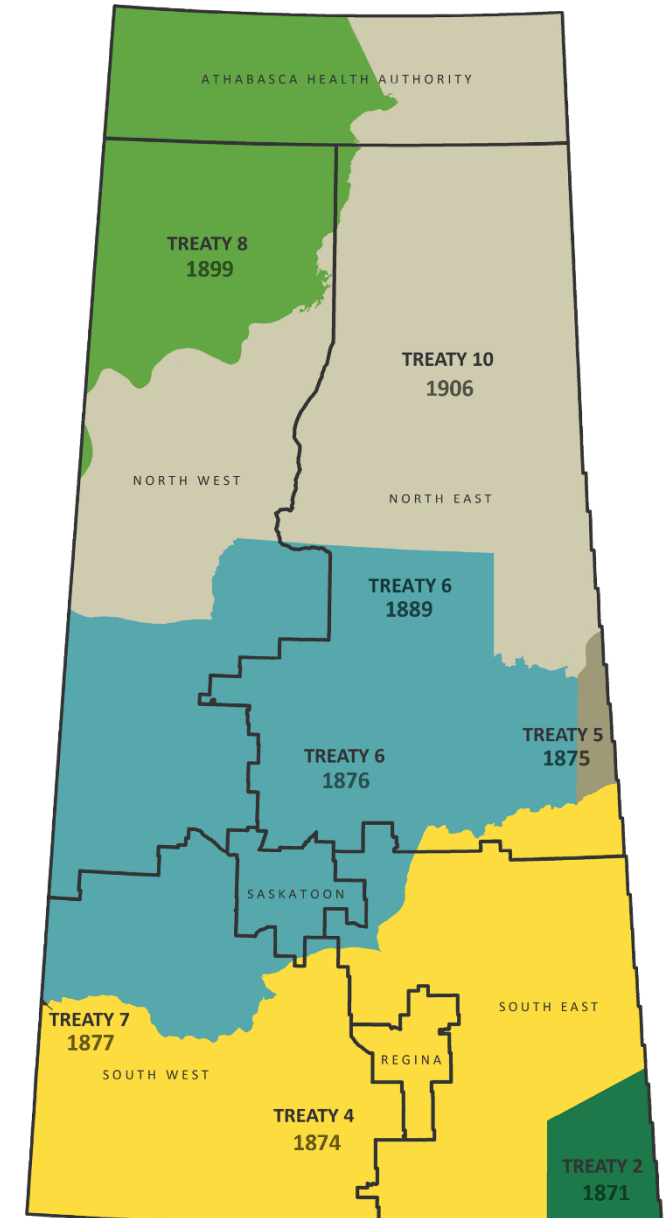 ATHABASCA HEALTH AUTHORITY
TREATY 8
1899
TREATY 10
1906
NORTH WEST
NORTH EAST
TREATY 6
1889
TREATY 5
1875
TREATY 6
1876
SASKATOON
SOUTH EAST
TREATY 7
1877
REGINA
SOUTH WEST
TREATY 4
1874
TREATY 2
1871